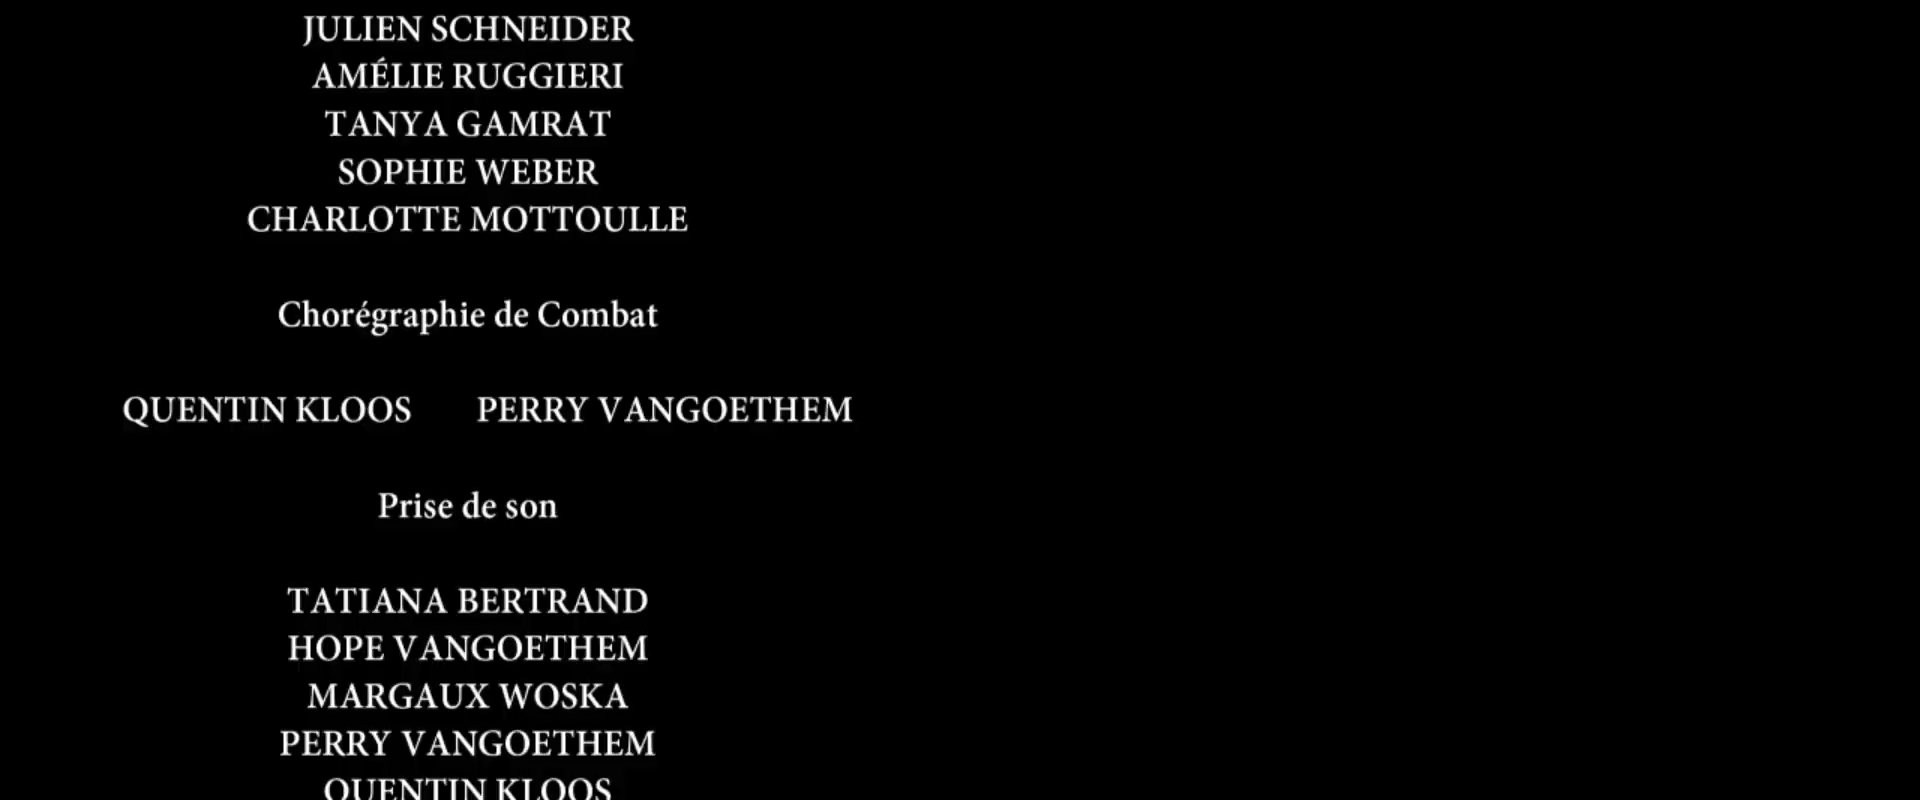 JULIEN SCHNEIDER
AMÉLIE RUGGIERI
TANYA GAMRAT
SOPHIE WEBER
CHARLOTTE MOTTOULLE
Chorégraphie de Combat
QUENTIN KLOOS PERRY VANGOETHEM
Prise de son
TATIANA BERTRAND
HOPE VANGOETHEM
MARGAUX WOSKA
PERRY VANGOETHEM
QUENTIN KLOOS